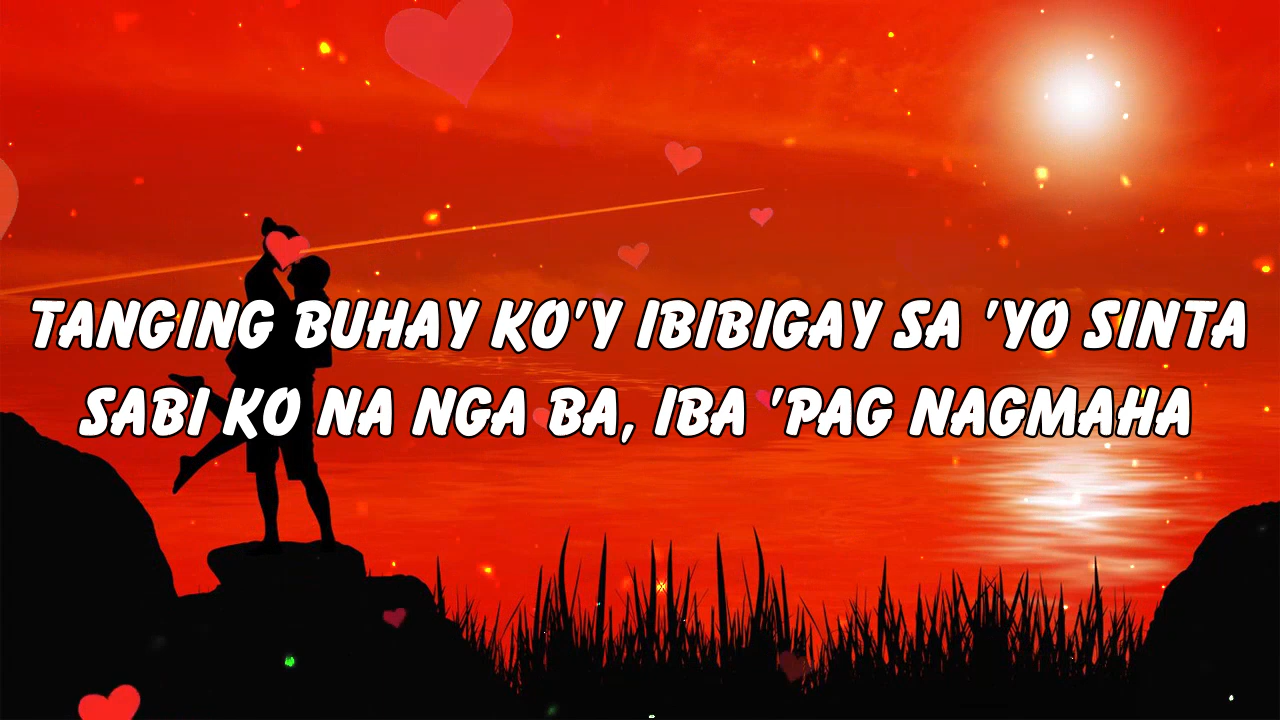 TANGING BUHAY KO'Y IBIBIGAY SA 'YO SINTA
SABI KO NA NGA BA, IBA 'PAG NAGMAHA